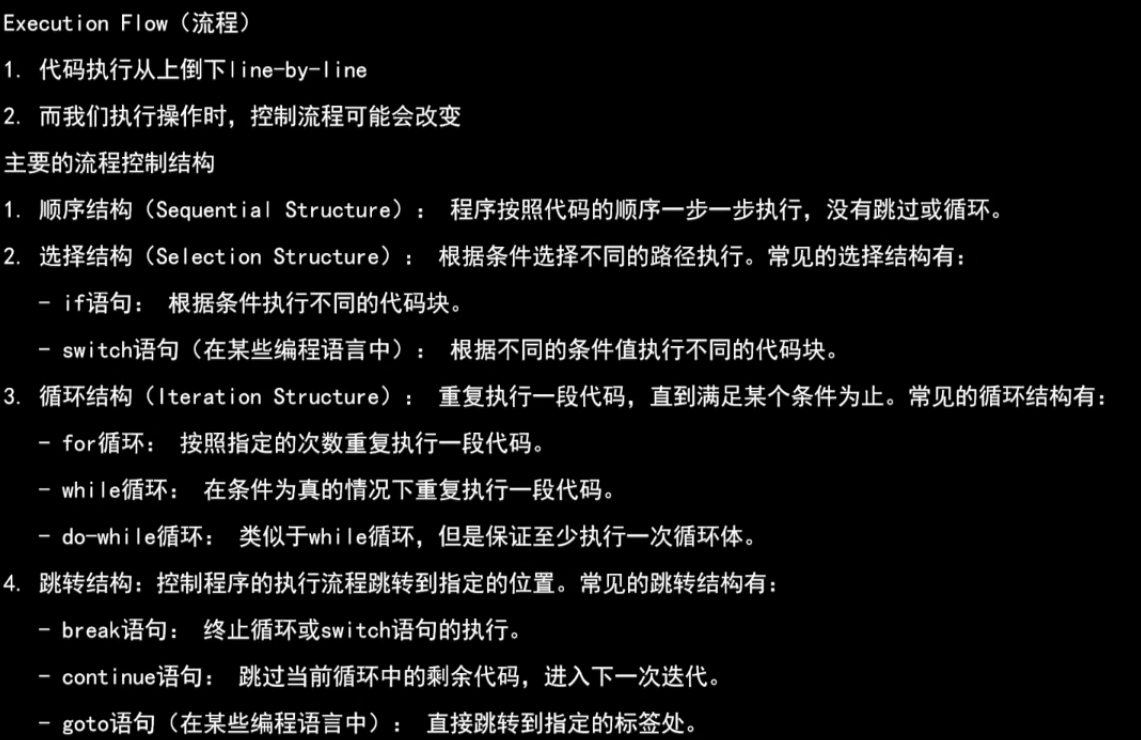 Execution Flow（流程）
1. 代码执行从上倒下line-by-line
2. 而我们执行操作时，控制流程可能会改变
主要的流程控制结构
1. 顺序结构（Sequential Structure）： 程序按照代码的顺序一步一步执行，没有跳过或循环。
2. 选择结构（Selection Structure）： 根据条件选择不同的路径执行。常见的选择结构有：
- if语句： 根据条件执行不同的代码块。
- switch语句（在某些编程语言中）： 根据不同的条件值执行不同的代码块。
3. 循环结构（Iteration Structure）： 重复执行一段代码，直到满足某个条件为止。常见的循环结构有：
- for循环： 按照指定的次数重复执行一段代码。
- while循环： 在条件为真的情况下重复执行一段代码。
- do-while循环： 类似于while循环，但是保证至少执行一次循环体。
4. 跳转结构：控制程序的执行流程跳转到指定的位置。常见的跳转结构有：
- break语句： 终止循环或switch语句的执行。
- continue语句： 跳过当前循环中的剩余代码，进入下一次迭代。
- goto语句（在某些编程语言中）： 直接跳转到指定的标签处。